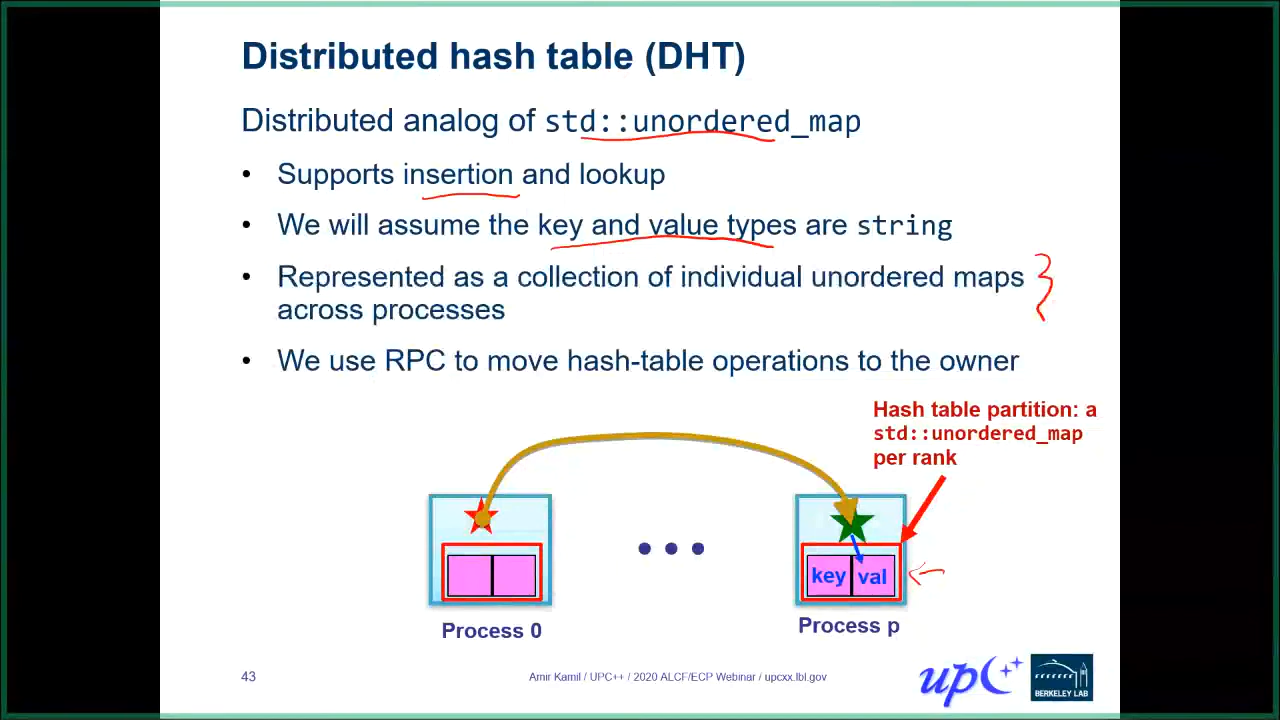 Distributed hash table (DHT)
Distributed analog of std::unordered_map
• Supports insertion and lookup
• We will assume the key and value types are string
• Represented as a collection of individual unordered maps
across processes
• We use RPC to move hash-table operations to the owner
Hash table partition: a
std::unordered_map
per rank
key val
Process 0
Process p
43
Amir Kamil / UPC++ / 2020 ALCF/ECP Webinar / upcxx.lbl.gov
upC++
BERKELEY LAB